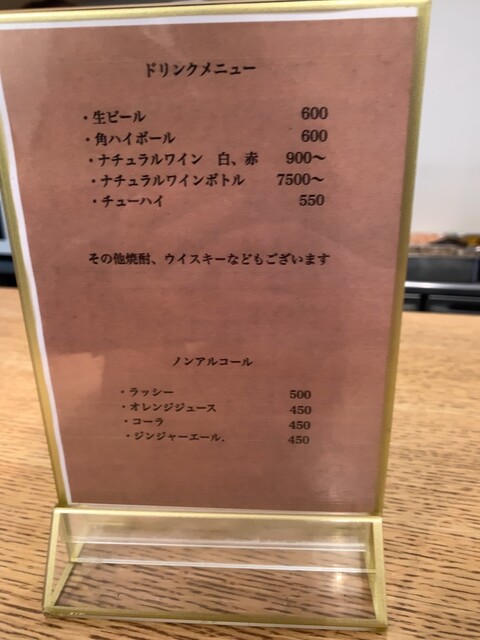 ドリンクメニュー
・生ビール 600
・角ハイボール 600
・ナチュラルワイン 白、赤 900〜
・ナチュラルワインボトル 7500〜
・チューハイ 550
その他焼酎、ウイスキーなどもございます
ノンアルコール
・ラッシー 500
・オレンジジュース 450
・コーラ 450
・ジンジャーエール. 450